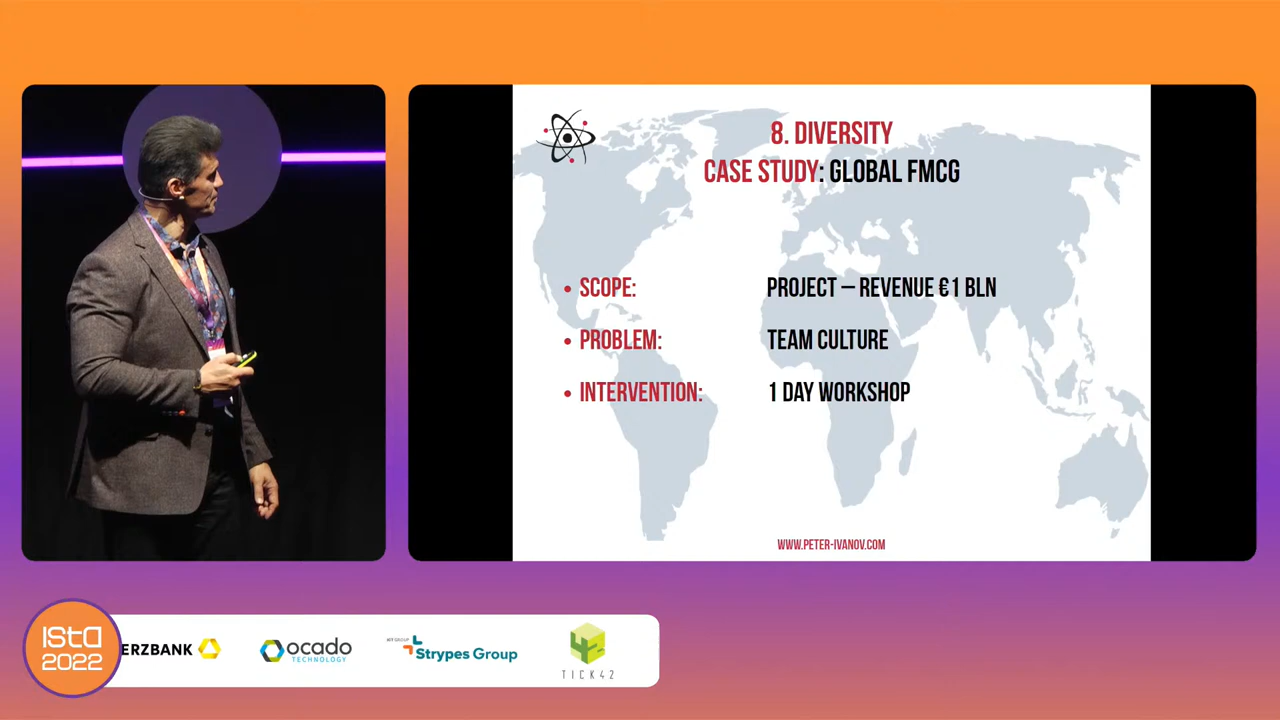 8. DIVERSITY
CASE STUDY: GLOBAL FMCG
• SCOPE: PROJECT – REVENUE €1 BLN
• PROBLEM: TEAM CULTURE
• INTERVENTION: 1 DAY WORKSHOP
WWW.PETER-IVANOV.COM
ISTA
2022
ERZBANK
ocado
TECHNOLOGY
Strypes Group
TICK42